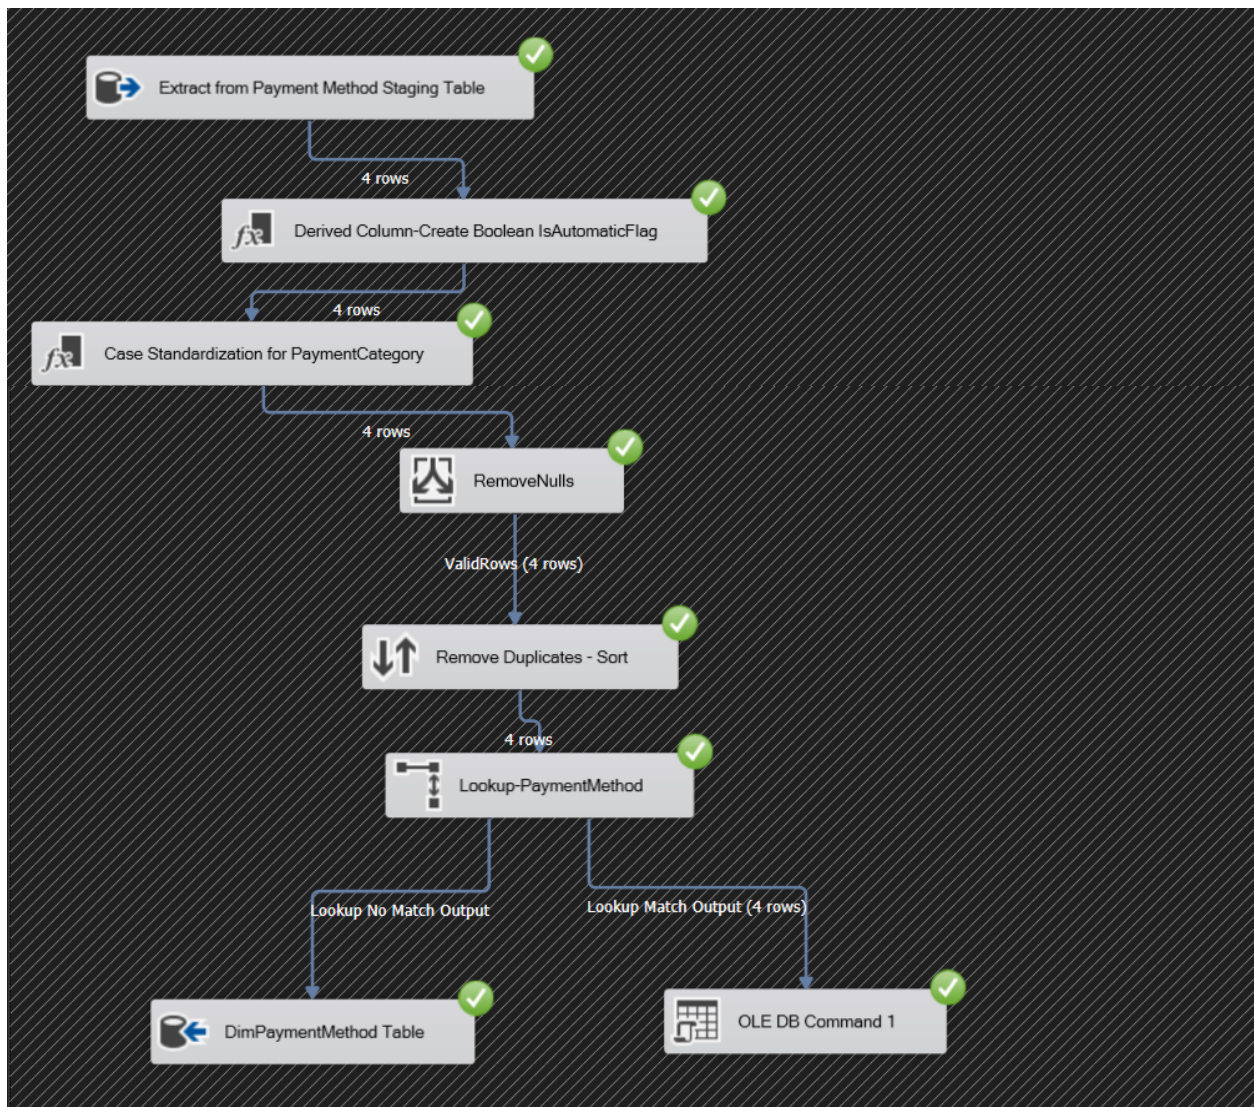 Extract from Payment Method Staging Table
4 rows
Derived Column-Create Boolean IsAutomaticFlag
4 rows
Case Standardization for PaymentCategory
4 rows
RemoveNulls
ValidRows (4 rows)
Remove Duplicates - Sort
4 rows
Lookup-PaymentMethod
Lookup No Match Output
Lookup Match Output (4 rows)
DimPaymentMethod Table
OLE DB Command 1